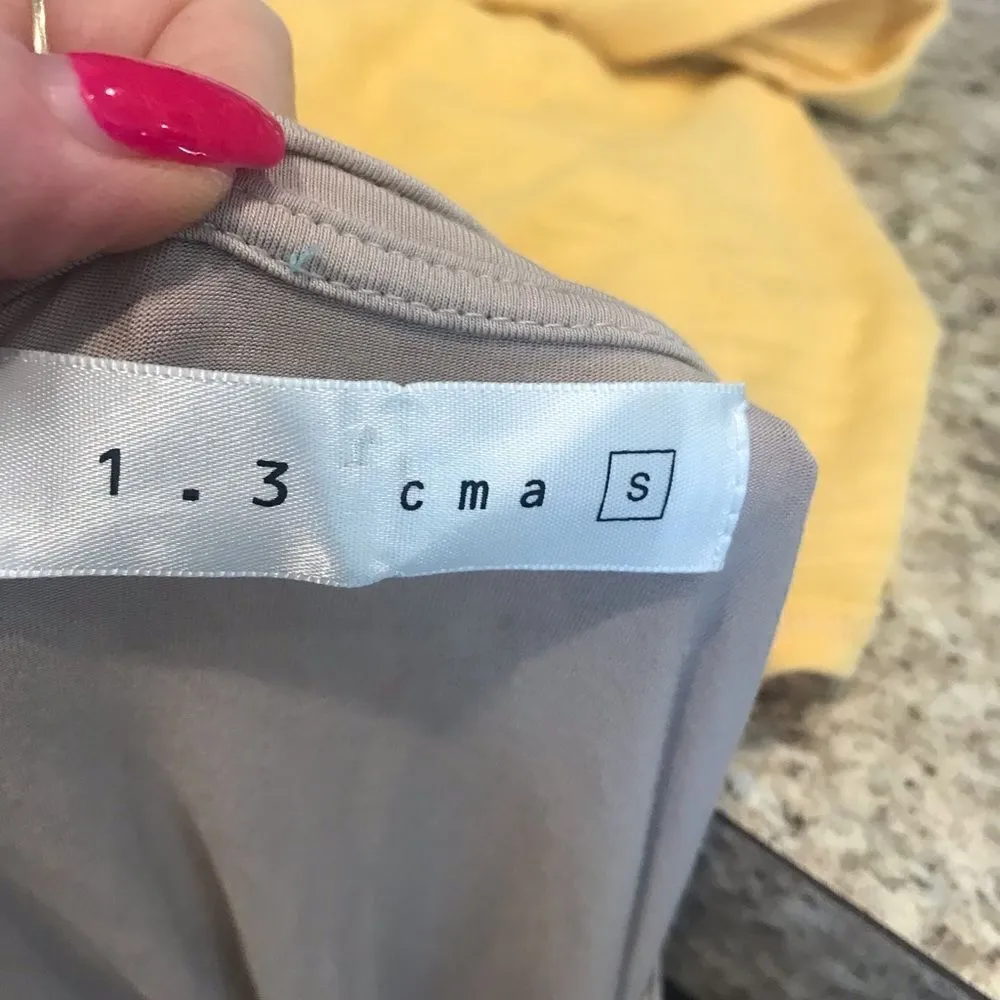 1 . 3 cma S